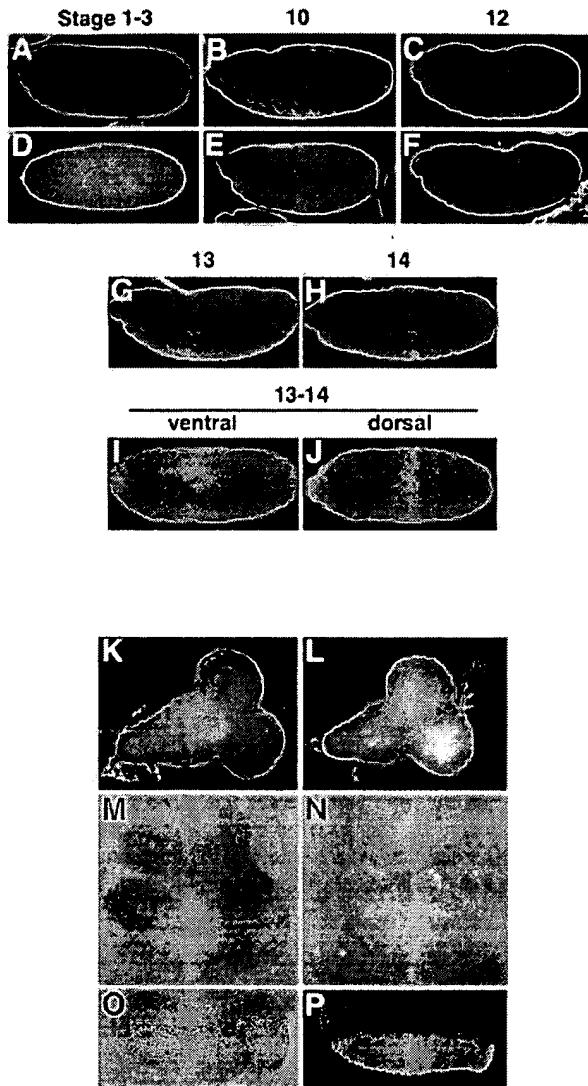 Stage 1-3 10 12
A B C
D E F
13 14
G H
13-14
ventral dorsal
I J
K L
M N
O P